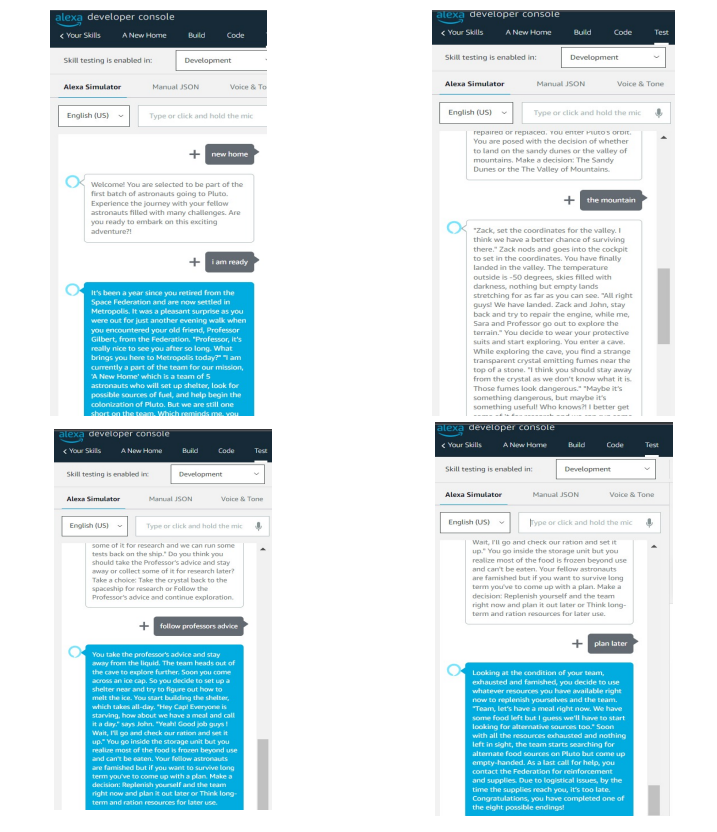 alexa developer console
< Your Skills A New Home Build Code
Skill testing is enabled in: Development
Alexa Simulator Manual JSON Voice & To
English (US) Type or click and hold the mic
new home
Welcome! You are selected to be part of the
first batch of astronauts going to Pluto.
Experience the journey with your fellow
astronauts filled with many challenges. Are
you ready to embark on this exciting
adventure?!
i am ready
It's been a year since you retired from the
Space Federation and are now settled in
Metropolis. It was a pleasant surprise as you
were out for just another evening walk when
you encountered your old friend, Professor
Gilbert, from the Federation. "Professor, it's
really nice to see you after so long. What
brings you here to Metropolis today?" "I am
currently a part of the team for our mission,
'A New Home' which is a team of 5
astronauts who will set up shelter, look for
possible sources of fuel, and help begin the
colonization of Pluto. But we are still one
short on the team. Which reminds me, you
alexa developer console
< Your Skills A New Home Build Code Test
Skill testing is enabled in: Development
Alexa Simulator Manual JSON Voice & Tone
English (US) Type or click and hold the mic
repaired or replaced. You enter Pluto's orbit.
You are posed with the decision of whether
to land on the sandy dunes or the valley of
mountains. Make a decision: The Sandy
Dunes or the The Valley of Mountains.
the mountain
"Zack, set the coordinates for the valley. I
think we have a better chance of surviving
there." Zack nods and goes into the cockpit
to set in the coordinates. You have finally
landed in the valley. The temperature
outside is -50 degrees, skies filled with
darkness, nothing but empty lands
stretching for as far as you can see. "All right
guys! We have landed. Zack and John, stay
back and try to repair the engine, while me,
Sara and Professor go out to explore the
terrain." You decide to wear your protective
suits and start exploring. You enter a cave.
While exploring the cave, you find a strange
transparent crystal emitting fumes near the
top of a stone. "I think you should stay away
from the crystal as we don't know what it is.
Those fumes look dangerous." "Maybe it's
something dangerous, but maybe it's
something useful! Who knows?! I better get
some of it for research and we can run some
alexa developer console
< Your Skills A New Home Build Code Test
Skill testing is enabled in: Development
Alexa Simulator Manual JSON Voice & Tone
English (US) Type or click and hold the mic
some of it for research and we can run some
tests back on the ship." Do you think you
should take the Professor's advice and stay
away or collect some of it for research later?
Take a choice: Take the crystal back to the
spaceship for research or Follow the
Professor's advice and continue exploration.
follow professors advice
You take the professor's advice and stay
away from the liquid. The team heads out of
the cave to explore further. Soon you come
across an ice cap. So you decide to set up a
shelter near and try to figure out how to
melt the ice. You start building the shelter,
which takes all-day. "Hey Cap! Everyone is
starving, how about we have a meal and call
it a day." says John. "Yeah! Good job guys !
Wait, I'll go and check our ration and set it
up." You go inside the storage unit but you
realize most of the food is frozen beyond use
and can't be eaten. Your fellow astronauts
are famished but if you want to survive long
term you've to come up with a plan. Make a
decision: Replenish yourself and the team
right now and plan it out later or Think long-
term and ration resources for later use.
alexa developer console
< Your Skills A New Home Build Code Test
Skill testing is enabled in: Development
Alexa Simulator Manual JSON Voice & Tone
English (US) Type or click and hold the mic
Wait, I'll go and check our ration and set it
up." You go inside the storage unit but you
realize most of the food is frozen beyond use
and can't be eaten. Your fellow astronauts
are famished but if you want to survive long
term you've to come up with a plan. Make a
decision: Replenish yourself and the team
right now and plan it out later or Think long-
term and ration resources for later use.
plan later
Looking at the condition of your team,
exhausted and famished, you decide to use
whatever resources you have available right
now to replenish yourselves and the team.
"Team, let's have a meal right now. We have
some food left but I guess we'll have to start
looking for alternative sources too." Soon
with all the resources exhausted and nothing
left in sight, the team starts searching for
alternate food sources on Pluto but come up
empty-handed. As a last call for help, you
contact the Federation for reinforcement
and supplies. Due to logistical issues, by the
time the supplies reach you, it's too late.
Congratulations, you have completed one of
the eight possible endings!